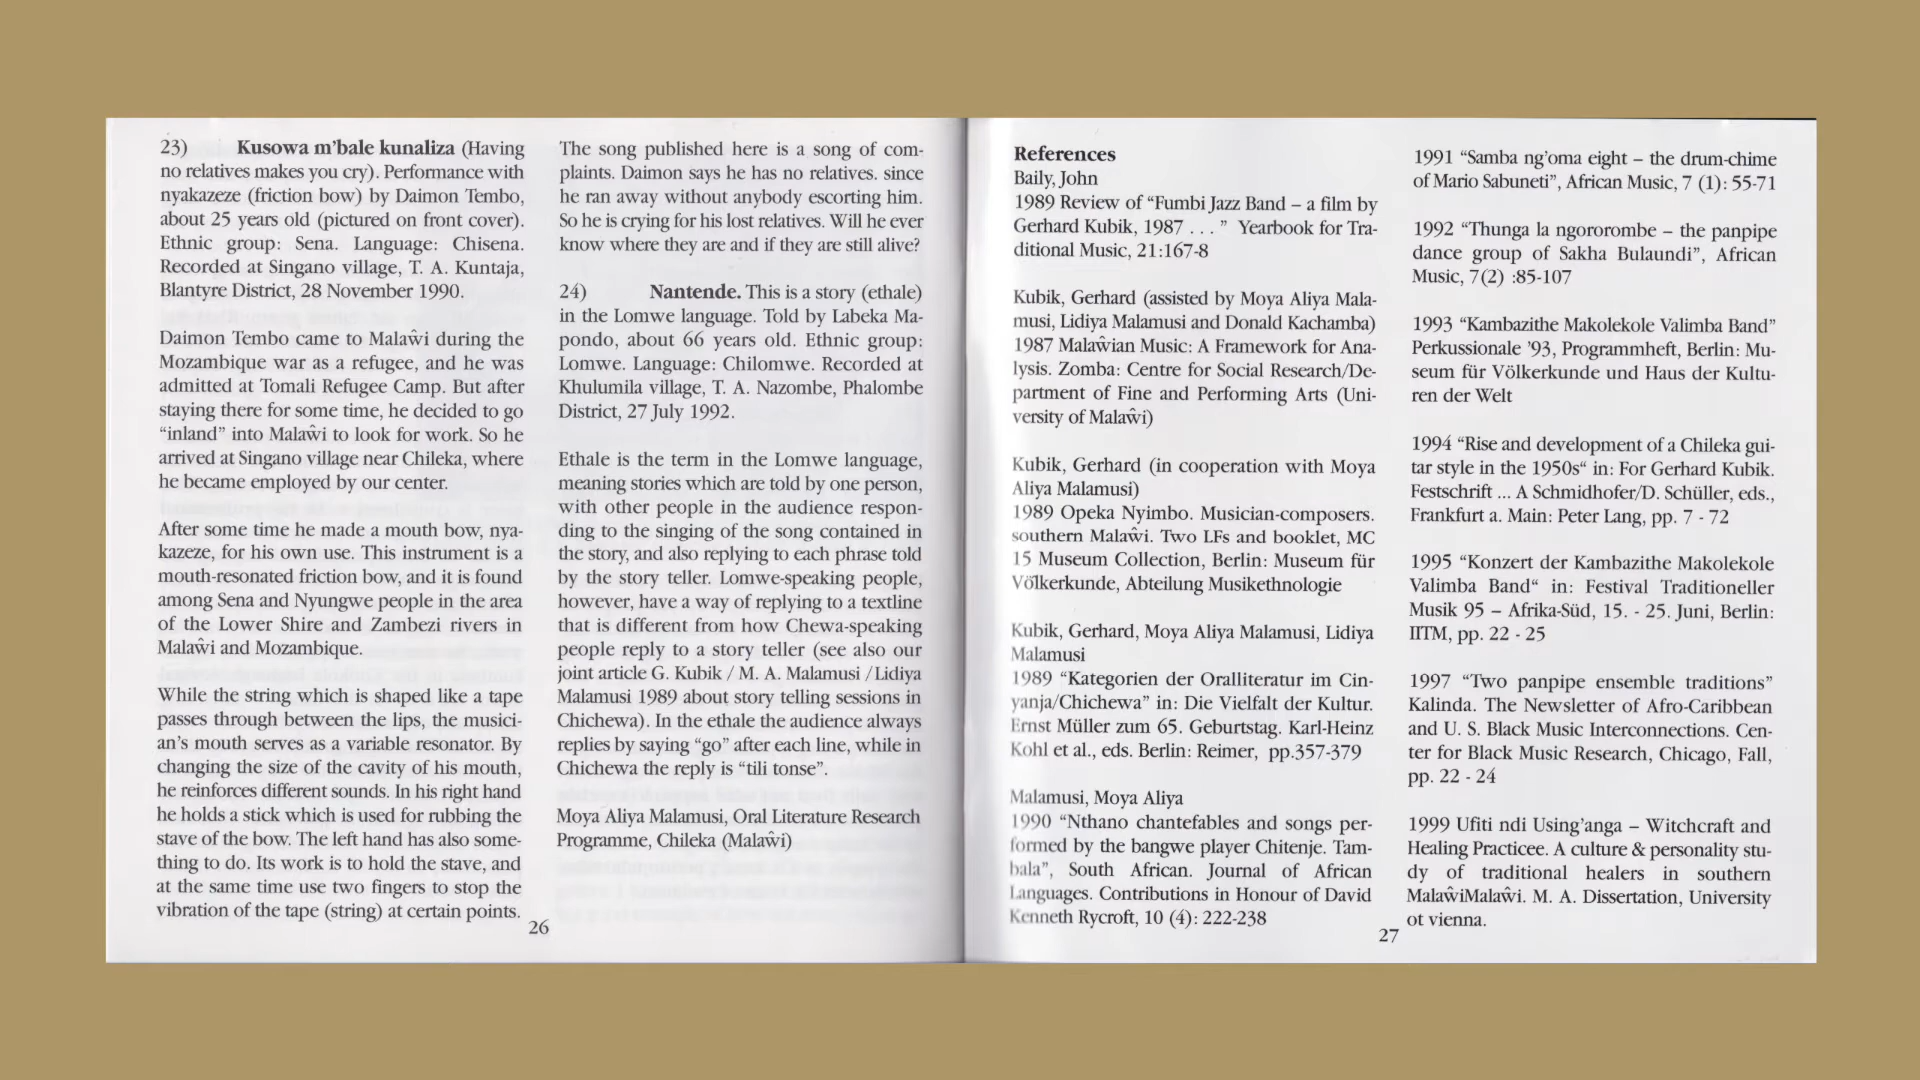 23) Kusowa m'bale kunaliza (Having
no relatives makes you cry). Performance with
nyakazeze (friction bow) by Daimon Tembo,
about 25 years old (pictured on front cover).
Ethnic group: Sena. Language: Chisena.
Recorded at Singano village, T. A. Kuntaja,
Blantyre District, 28 November 1990.
Daimon Tembo came to Malaŵi during the
Mozambique war as a refugee, and he was
admitted at Tomali Refugee Camp. But after
staying there for some time, he decided to go
“inland” into Malaŵi to look for work. So he
arrived at Singano village near Chileka, where
he became employed by our center.
After some time he made a mouth bow, nya-
kazeze, for his own use. This instrument is a
mouth-resonated friction bow, and it is found
among Sena and Nyungwe people in the area
of the Lower Shire and Zambezi rivers in
Malaŵi and Mozambique.
While the string which is shaped like a tape
passes through between the lips, the musici-
an's mouth serves as a variable resonator. By
changing the size of the cavity of his mouth,
he reinforces different sounds. In his right hand
he holds a stick which is used for rubbing the
stave of the bow. The left hand has also some-
thing to do. Its work is to hold the stave, and
at the same time use two fingers to stop the
vibration of the tape (string) at certain points.
The song published here is a song of com-
plaints. Daimon says he has no relatives. since
he ran away without anybody escorting him.
So he is crying for his lost relatives. Will he ever
know where they are and if they are still alive?
24) Nantende. This is a story (ethale)
in the Lomwe language. Told by Labeka Ma-
pondo, about 66 years old. Ethnic group:
Lomwe. Language: Chilomwe. Recorded at
Khulumila village, T. A. Nazombe, Phalombe
District, 27 July 1992.
Ethale is the term in the Lomwe language,
meaning stories which are told by one person,
with other people in the audience respon-
ding to the singing of the song contained in
the story, and also replying to each phrase told
by the story teller. Lomwe-speaking people,
however, have a way of replying to a textline
that is different from how Chewa-speaking
people reply to a story teller (see also our
joint article G. Kubik / M. A. Malamusi / Lidiya
Malamusi 1989 about story telling sessions in
Chichewa). In the ethale the audience always
replies by saying “go” after each line, while in
Chichewa the reply is “tili tonse”.
Moya Aliya Malamusi, Oral Literature Research
Programme, Chileka (Malaŵi)
26
References
Baily, John
1989 Review of “Fumbi Jazz Band – a film by
Gerhard Kubik, 1987 . . . ” Yearbook for Tra-
ditional Music, 21:167-8
Kubik, Gerhard (assisted by Moya Aliya Mala-
musi, Lidiya Malamusi and Donald Kachamba)
1987 Malaŵian Music: A Framework for Ana-
lysis. Zomba: Centre for Social Research/De-
partment of Fine and Performing Arts (Uni-
versity of Malaŵi)
Kubik, Gerhard (in cooperation with Moya
Aliya Malamusi)
1989 Opeka Nyimbo. Musician-composers.
southern Malaŵi. Two LFs and booklet, MC
15 Museum Collection, Berlin: Museum für
Völkerkunde, Abteilung Musikethnologie
Kubik, Gerhard, Moya Aliya Malamusi, Lidiya
Malamusi
1989 “Kategorien der Oralliteratur im Cin-
yanja/Chichewa” in: Die Vielfalt der Kultur.
Ernst Müller zum 65. Geburtstag. Karl-Heinz
Kohl et al., eds. Berlin: Reimer, pp.357-379
Malamusi, Moya Aliya
1990 “Nthano chantefables and songs per-
formed by the bangwe player Chitenje. Tam-
bala”, South African. Journal of African
Languages. Contributions in Honour of David
Kenneth Rycroft, 10 (4): 222-238
1991 “Samba ng'oma eight – the drum-chime
of Mario Sabuneti”, African Music, 7 (1): 55-71
1992 “Thunga la ngororombe – the panpipe
dance group of Sakha Bulaundi”, African
Music, 7(2) :85-107
1993 “Kambazithe Makolekole Valimba Band”
Perkussionale '93, Programmheft, Berlin: Mu-
seum für Völkerkunde und Haus der Kultu-
ren der Welt
1994 “Rise and development of a Chileka gui-
tar style in the 1950s“ in: For Gerhard Kubik.
Festschrift ... A Schmidhofer/D. Schüller, eds.,
Frankfurt a. Main: Peter Lang, pp. 7 - 72
1995 “Konzert der Kambazithe Makolekole
Valimba Band“ in: Festival Traditioneller
Musik 95 – Afrika-Süd, 15. - 25. Juni, Berlin:
IITM, pp. 22 - 25
1997 “Two panpipe ensemble traditions”
Kalinda. The Newsletter of Afro-Caribbean
and U. S. Black Music Interconnections. Cen-
ter for Black Music Research, Chicago, Fall,
pp. 22 - 24
1999 Ufiti ndi Using'anga – Witchcraft and
Healing Practicee. A culture & personality stu-
dy of traditional healers in southern
MalaŵiMalaŵi. M. A. Dissertation, University
ot vienna.
27